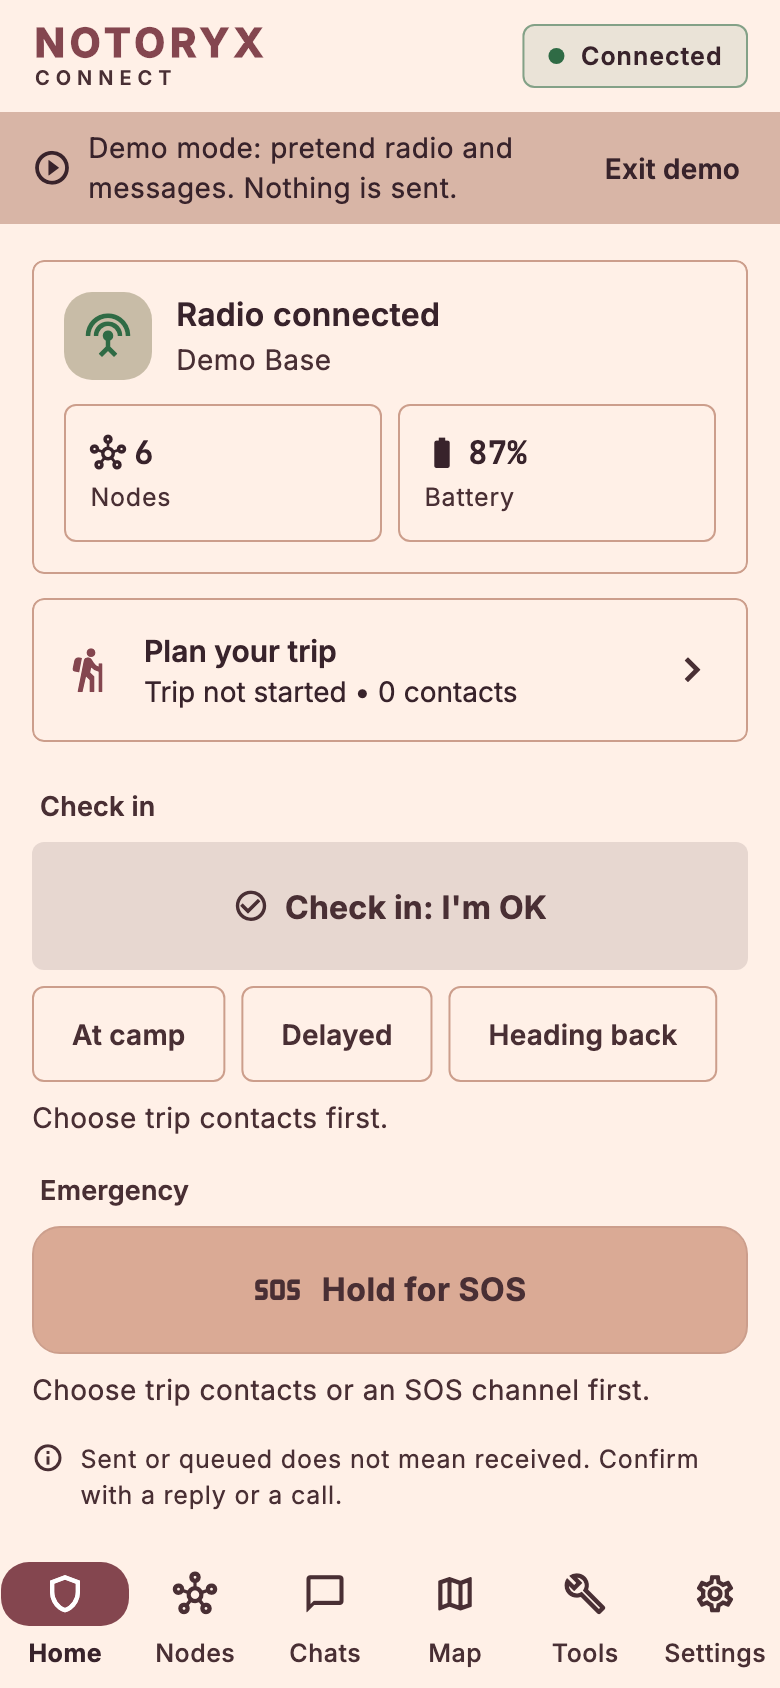 NOTORYX
CONNECT
Connected
Demo mode: pretend radio and
messages. Nothing is sent.
Exit demo
Radio connected
Demo Base
6
Nodes
87%
Battery
Plan your trip
Trip not started • 0 contacts
Check in
Check in: I'm OK
At camp
Delayed
Heading back
Choose trip contacts first.
Emergency
SOS Hold for SOS
Choose trip contacts or an SOS channel first.
Sent or queued does not mean received. Confirm
with a reply or a call.
Home
Nodes
Chats
Map
Tools
Settings